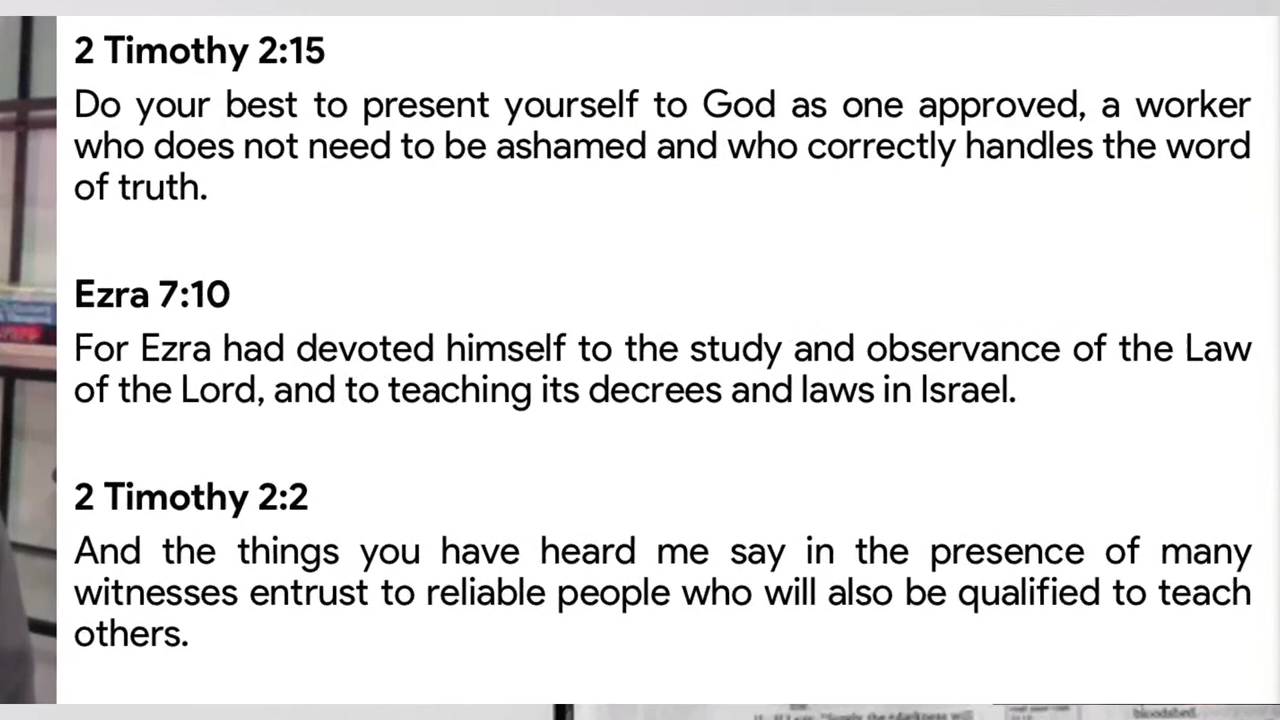 2 Timothy 2:15
Do your best to present yourself to God as one approved, a worker
who does not need to be ashamed and who correctly handles the word
of truth.
Ezra 7:10
For Ezra had devoted himself to the study and observance of the Law
of the Lord, and to teaching its decrees and laws in Israel.
2 Timothy 2:2
And the things you have heard me say in the presence of many
witnesses entrust to reliable people who will also be qualified to teach
others.
bloodshed.